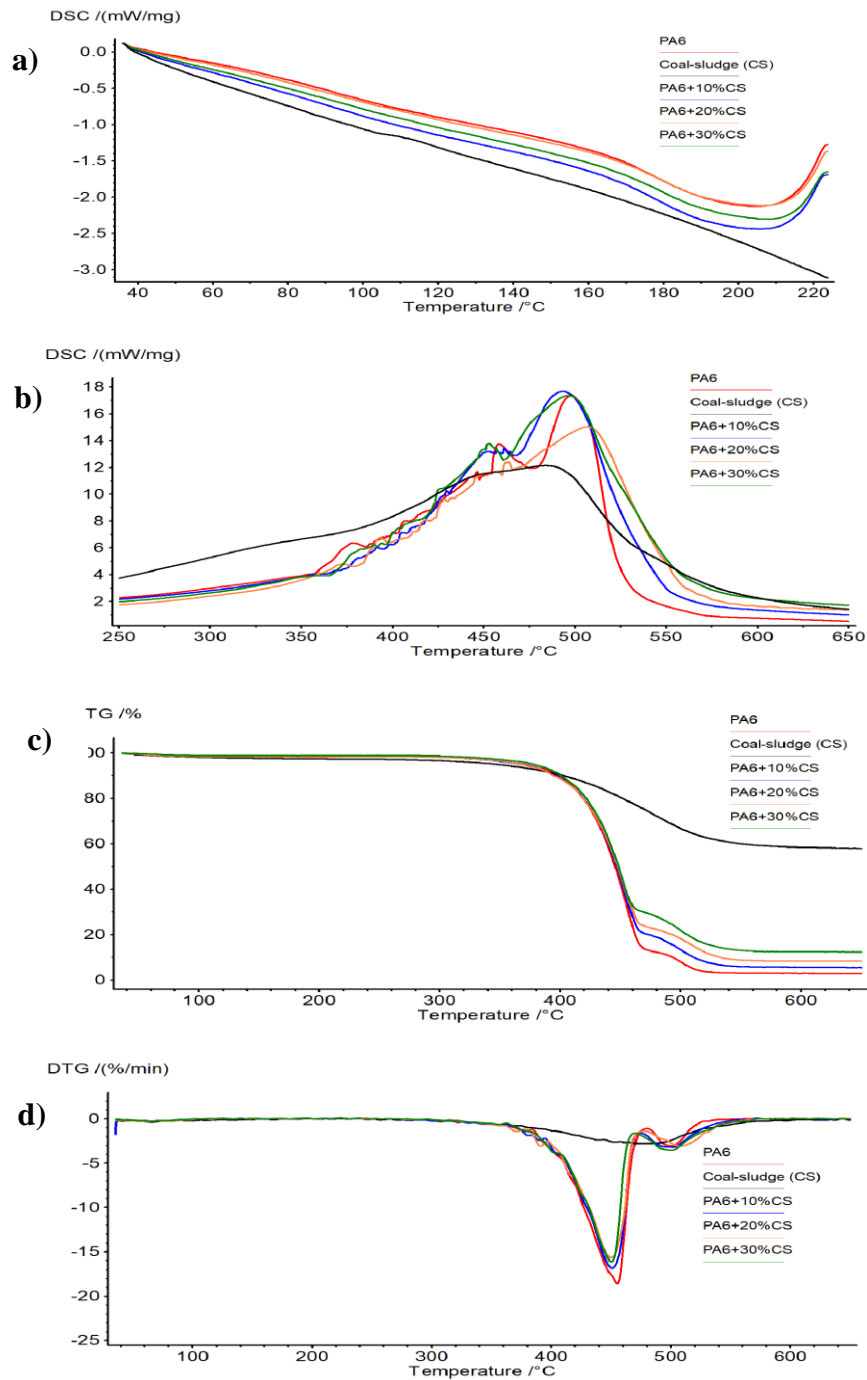 DSC /(mW/mg)
a)
PA6
Coal-sludge (CS)
PA6+10%CS
PA6+20%CS
PA6+30%CS
0.0
-0.5
-1.0
-1.5
-2.0
-2.5
-3.0
40 60 80 100 120 140 160 180 200 220
Temperature /°C
DSC /(mW/mg)
b)
PA6
Coal-sludge (CS)
PA6+10%CS
PA6+20%CS
PA6+30%CS
18
16
14
12
10
8
6
4
2
250 300 350 400 450 500 550 600 650
Temperature /°C
TG /%
c)
PA6
Coal-sludge (CS)
PA6+10%CS
PA6+20%CS
PA6+30%CS
00
80
60
40
20
0
100 200 300 400 500 600
Temperature /°C
DTG /(%/min)
d)
PA6
Coal-sludge (CS)
PA6+10%CS
PA6+20%CS
PA6+30%CS
0
-5
-10
-15
-20
-25
100 200 300 400 500 600
Temperature /°C